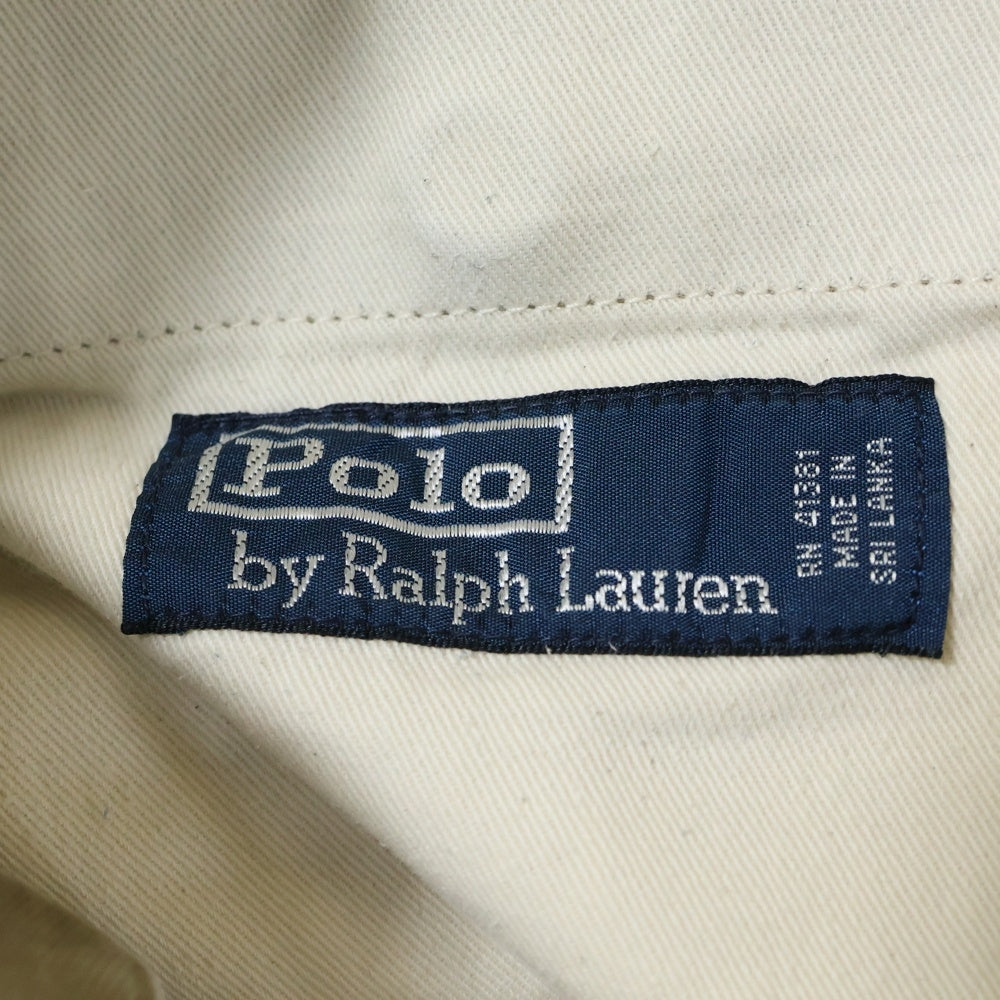 Polo
by Ralph Lauren
RN 41381
MADE IN
SRI LANKA